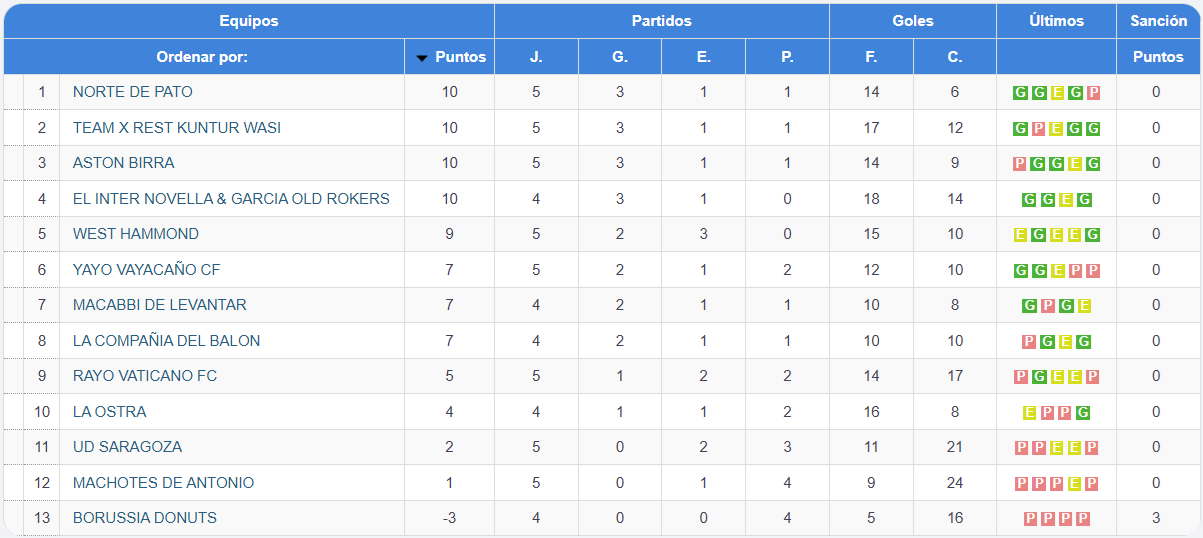 Equipos Partidos Goles Últimos Sanción
Ordenar por: Puntos J. G. E. P. F. C. Puntos
1 NORTE DE PATO 10 5 3 1 1 14 6 G G E G P 0
2 TEAM X REST KUNTUR WASI 10 5 3 1 1 17 12 G P E G G 0
3 ASTON BIRRA 10 5 3 1 1 14 9 P G G E G 0
4 EL INTER NOVELLA & GARCIA OLD ROKERS 10 4 3 1 0 18 14 G G E G 0
5 WEST HAMMOND 9 5 2 3 0 15 10 E G E E G 0
6 YAYO VAYACAÑO CF 7 5 2 1 2 12 10 G G E P P 0
7 MACABBI DE LEVANTAR 7 4 2 1 1 10 8 G P G E 0
8 LA COMPAÑIA DEL BALON 7 4 2 1 1 10 10 P G E G 0
9 RAYO VATICANO FC 5 5 1 2 2 14 17 P G E E P 0
10 LA OSTRA 4 4 1 1 2 16 8 E P P G 0
11 UD SARAGOZA 2 5 0 2 3 11 21 P P E E P 0
12 MACHOTES DE ANTONIO 1 5 0 1 4 9 24 P P P E P 0
13 BORUSSIA DONUTS -3 4 0 0 4 5 16 P P P P 3